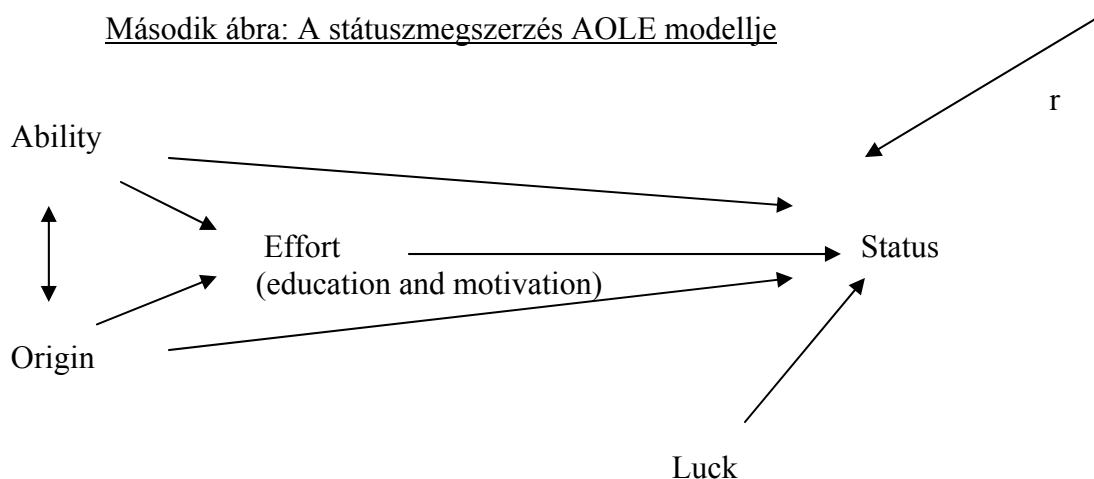 Második ábra: A státuszmegszerzés AOLE modellje
r
Ability
Effort
Status
(education and motivation)
Origin
Luck